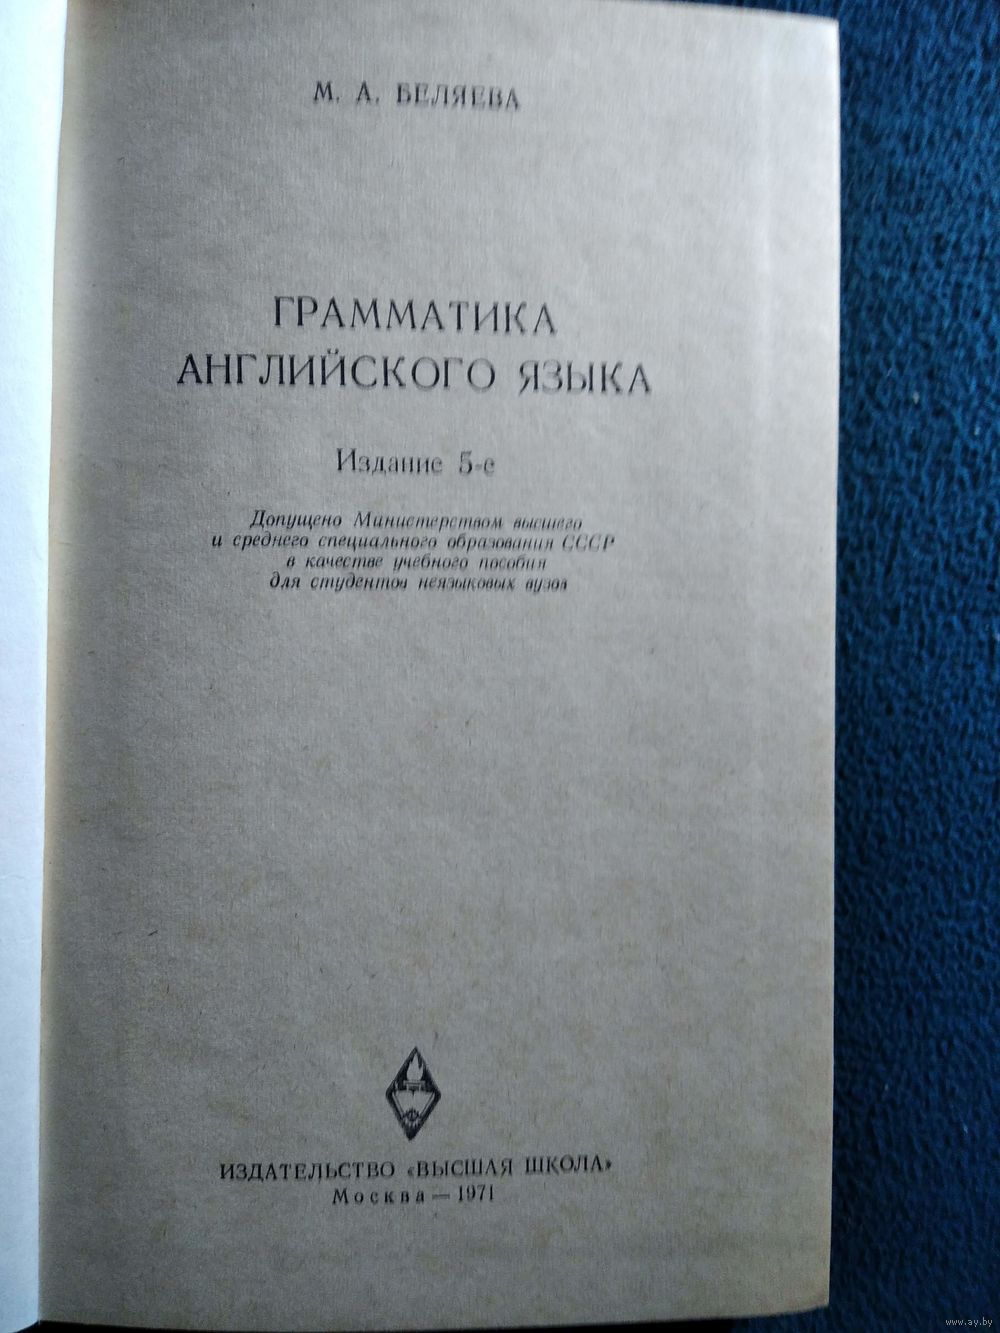 М. А. БЕЛЯЕВА
ГРАММАТИКА
АНГЛИЙСКОГО ЯЗЫКА
Издание 5-е
Допущено Министерством высшего
и среднего специального образования СССР
в качестве учебного пособия
для студентов неязыковых вузов
ИЗДАТЕЛЬСТВО «ВЫСШАЯ ШКОЛА»
Москва — 1971
www.ay.by